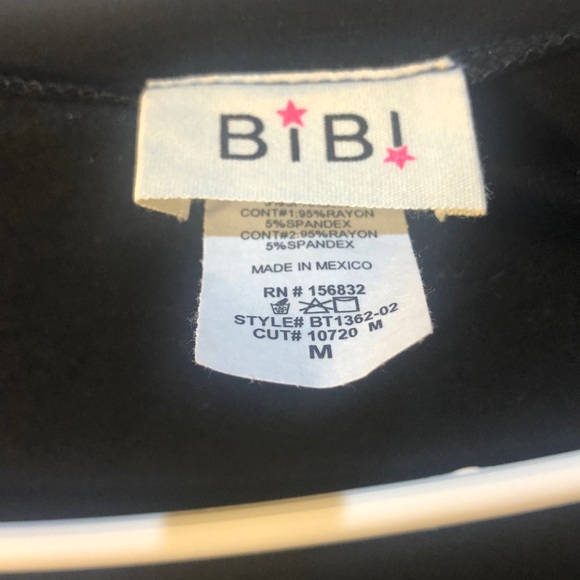 BiB!
CONT#1:95%RAYON
5%SPANDEX
CONT#2:95%RAYON
5%SPANDEX
MADE IN MEXICO
RN # 156832
STYLE# BT1362-02
CUT# 10720 M
M